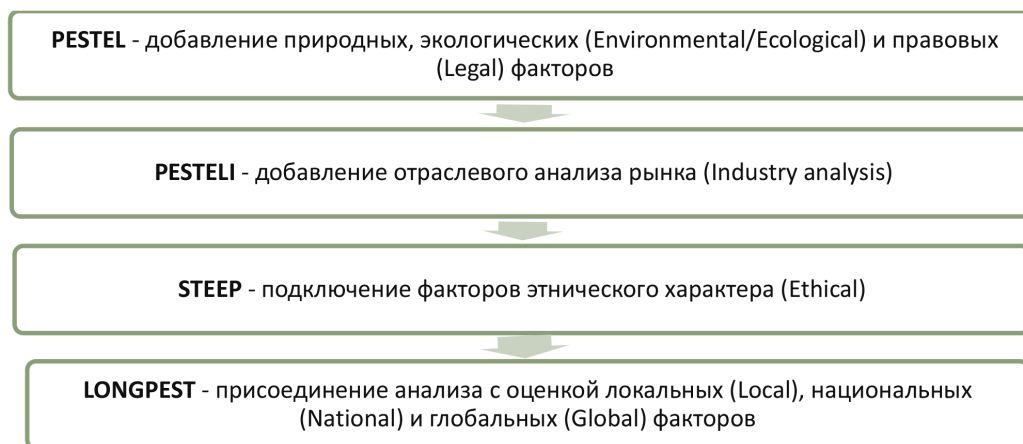 PESTEL - добавление природных, экологических (Environmental/Ecological) и правовых
(Legal) факторов
PESTELI - добавление отраслевого анализа рынка (Industry analysis)
STEEP - подключение факторов этнического характера (Ethical)
LONGPEST - присоединение анализа с оценкой локальных (Local), национальных
(National) и глобальных (Global) факторов